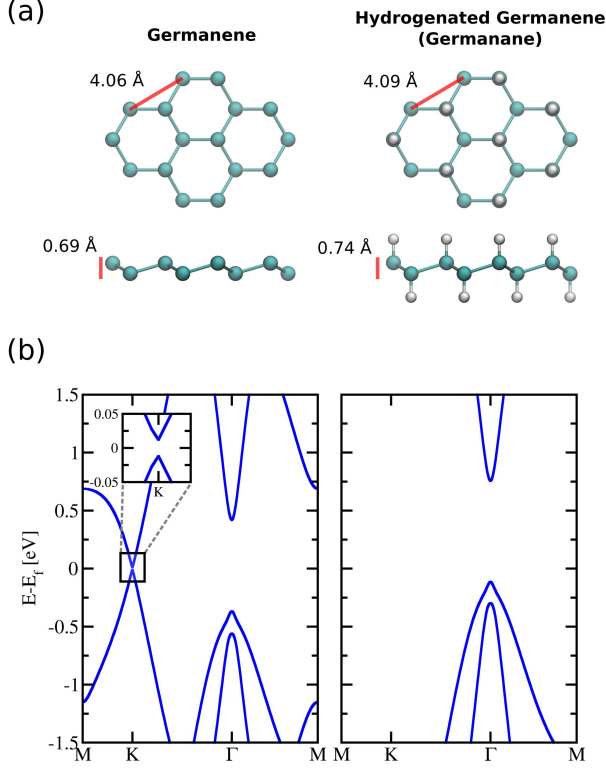 (a)
Germanene
Hydrogenated Germanene
(Germanane)
4.06 Å
4.09 Å
0.69 Å
0.74 Å
(b)
E-E_f [eV]
1.5
1
0.5
0
-0.5
-1
-1.5
0.05
0
-0.05
K
M K Γ M
M K Γ M